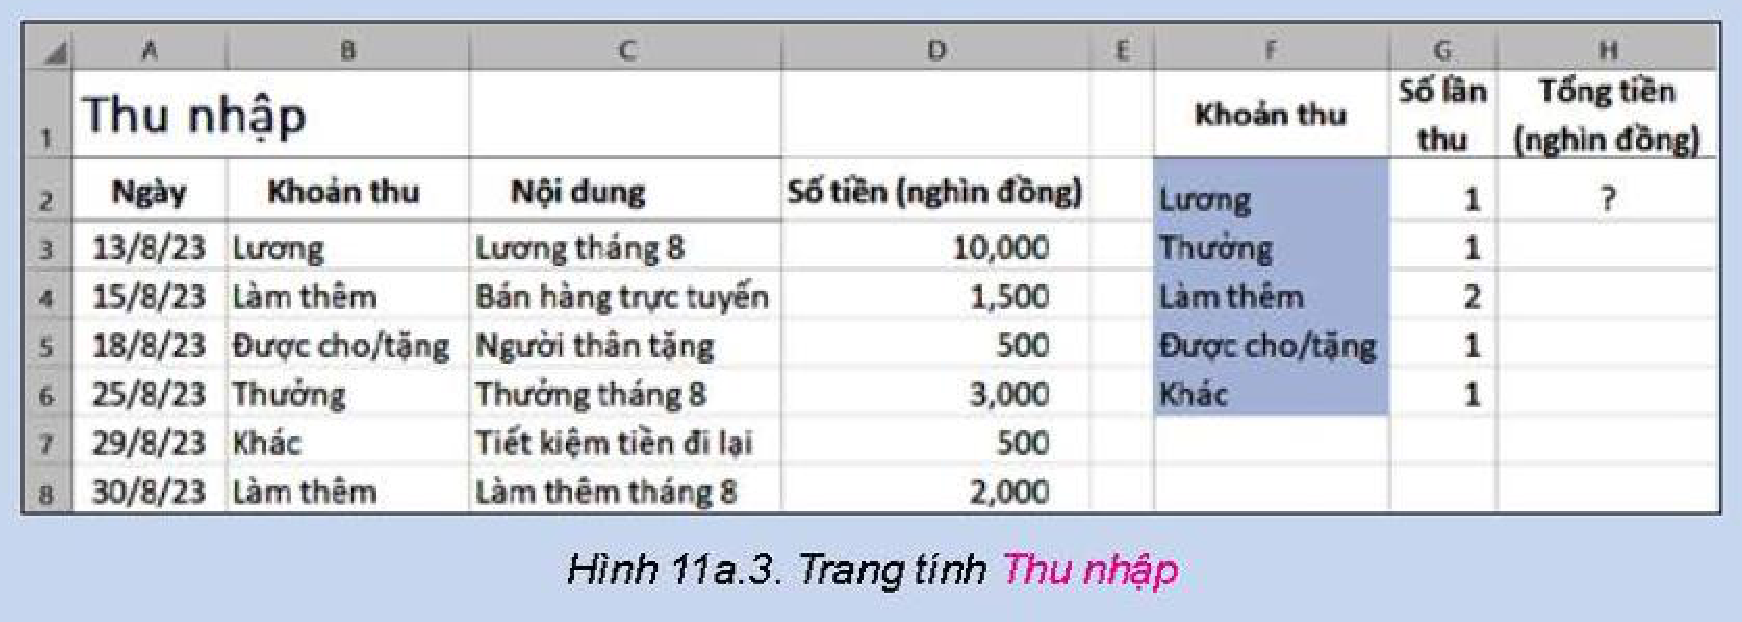 A B C D E F G H
1 Thu nhập Khoản thu Số lần thu Tổng tiền (nghìn đồng)
2 Ngày Khoản thu Nội dung Số tiền (nghìn đồng) Lương 1 ?
3 13/8/23 Lương Lương tháng 8 10,000 Thưởng 1
4 15/8/23 Làm thêm Bán hàng trực tuyến 1,500 Làm thêm 2
5 18/8/23 Được cho/tặng Người thân tặng 500 Được cho/tặng 1
6 25/8/23 Thưởng Thưởng tháng 8 3,000 Khác 1
7 29/8/23 Khác Tiết kiệm tiền đi lại 500
8 30/8/23 Làm thêm Làm thêm tháng 8 2,000
Hình 11a.3. Trang tính Thu nhập